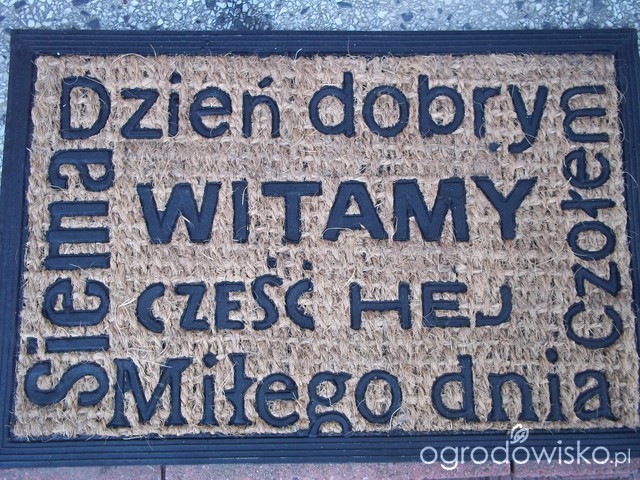 Dzień dobry
Siema
WITAMY
czołem
CZEŚĆ HEJ
Miłego dnia
ogrodowisko.pl